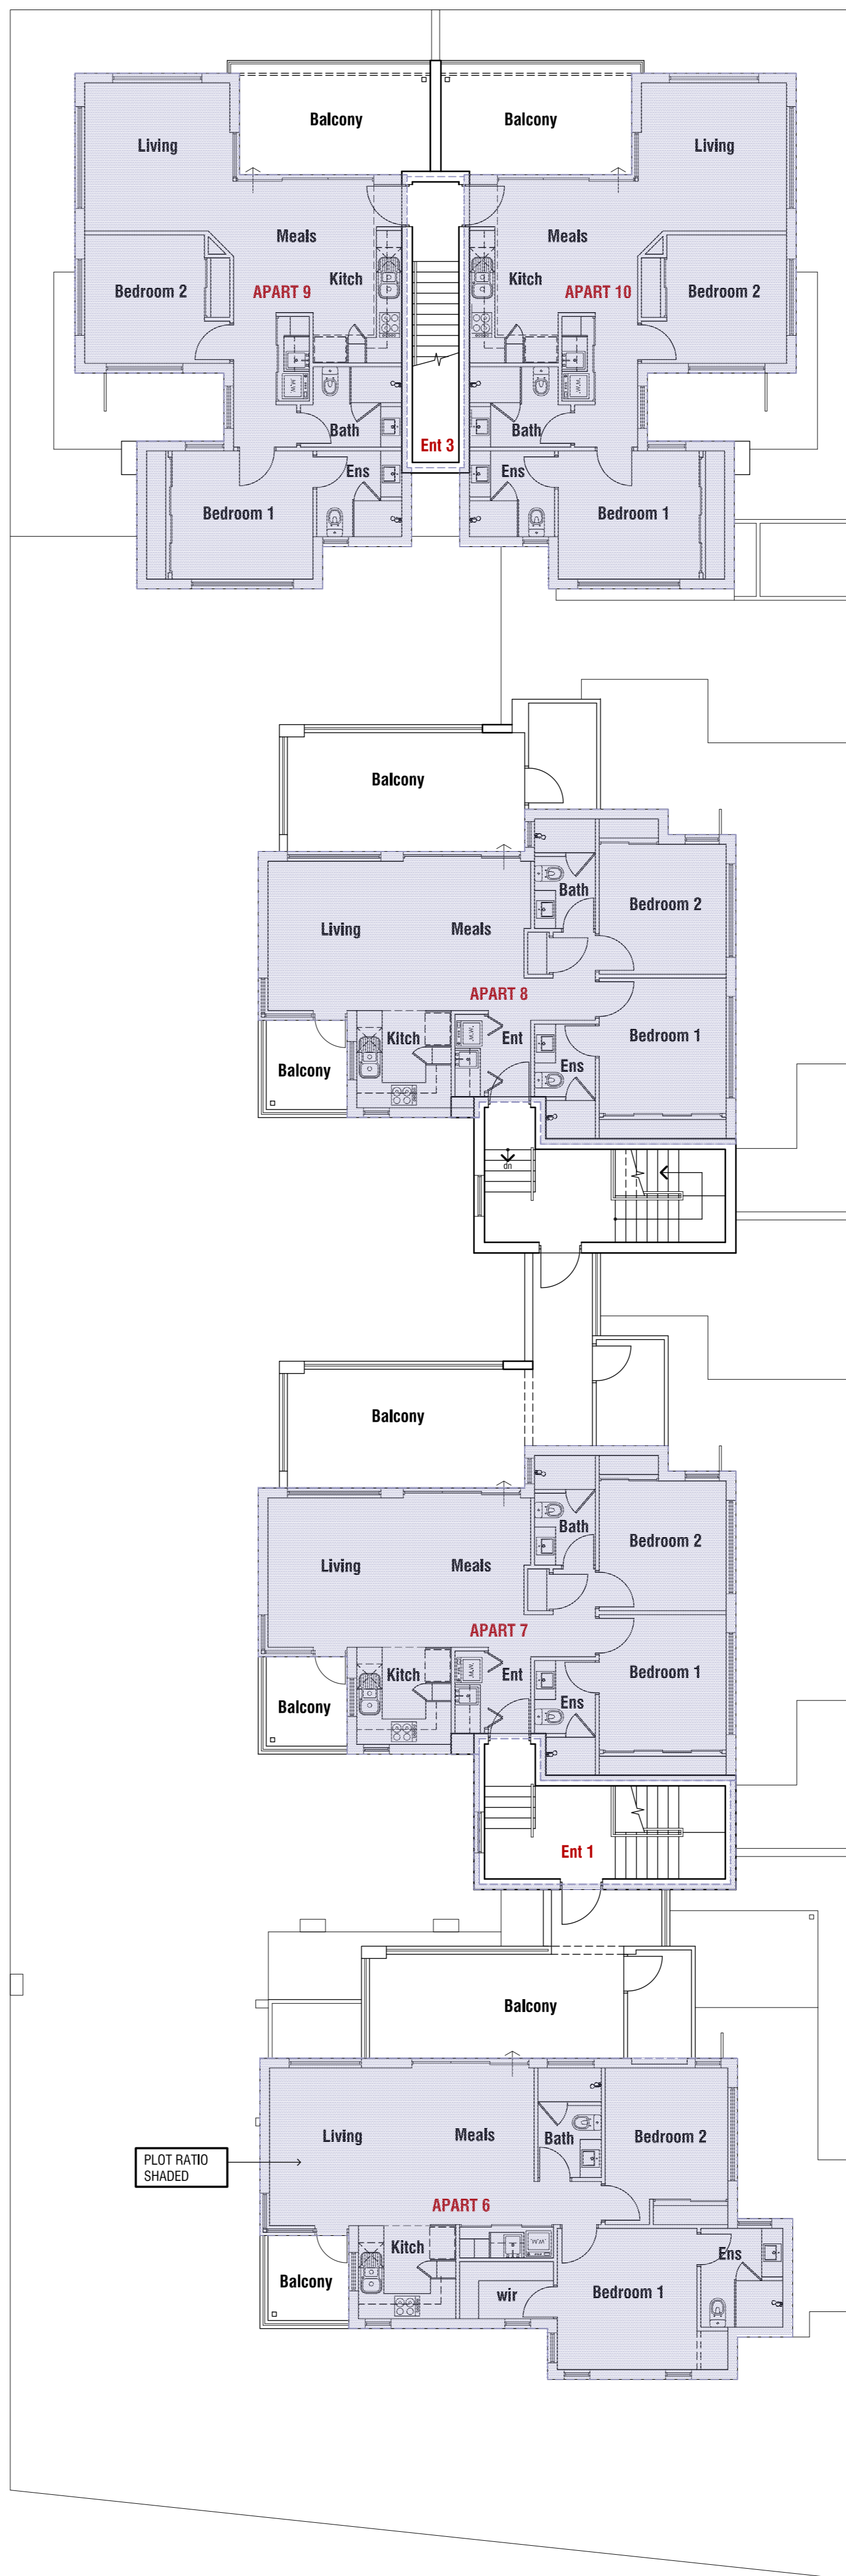 Balcony
Balcony
Living
Living
Meals
Meals
Kitch
Kitch
Bedroom 2
APART 9
APART 10
Bedroom 2
M.W.
M.W.
Bath
Ent 3
Bath
Ens
Ens
Bedroom 1
Bedroom 1
Balcony
Bath
Bedroom 2
Living
Meals
APART 8
Kitch
M.W.
Ent
Bedroom 1
Ens
Balcony
dn
Balcony
Bath
Bedroom 2
Living
Meals
APART 7
Kitch
M.W.
Ent
Bedroom 1
Ens
Balcony
Ent 1
Balcony
Living
Meals
Bath
Bedroom 2
PLOT RATIO
SHADED
APART 6
Kitch
M.W.
Ens
Balcony
wir
Bedroom 1